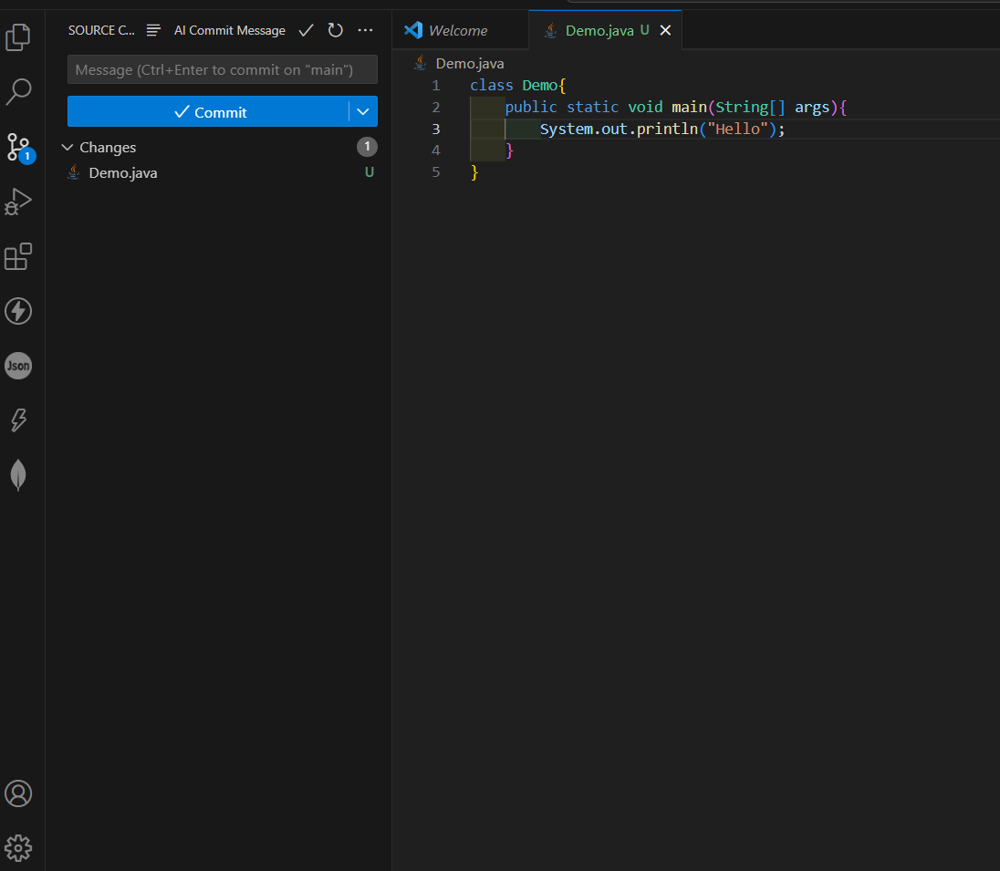 SOURCE C... AI Commit Message
Message (Ctrl+Enter to commit on "main")
Commit
Changes 1
Demo.java U
1
Json
Welcome Demo.java U
Demo.java
1 class Demo{
2 public static void main(String[] args){
3 System.out.println("Hello");
4 }
5 }